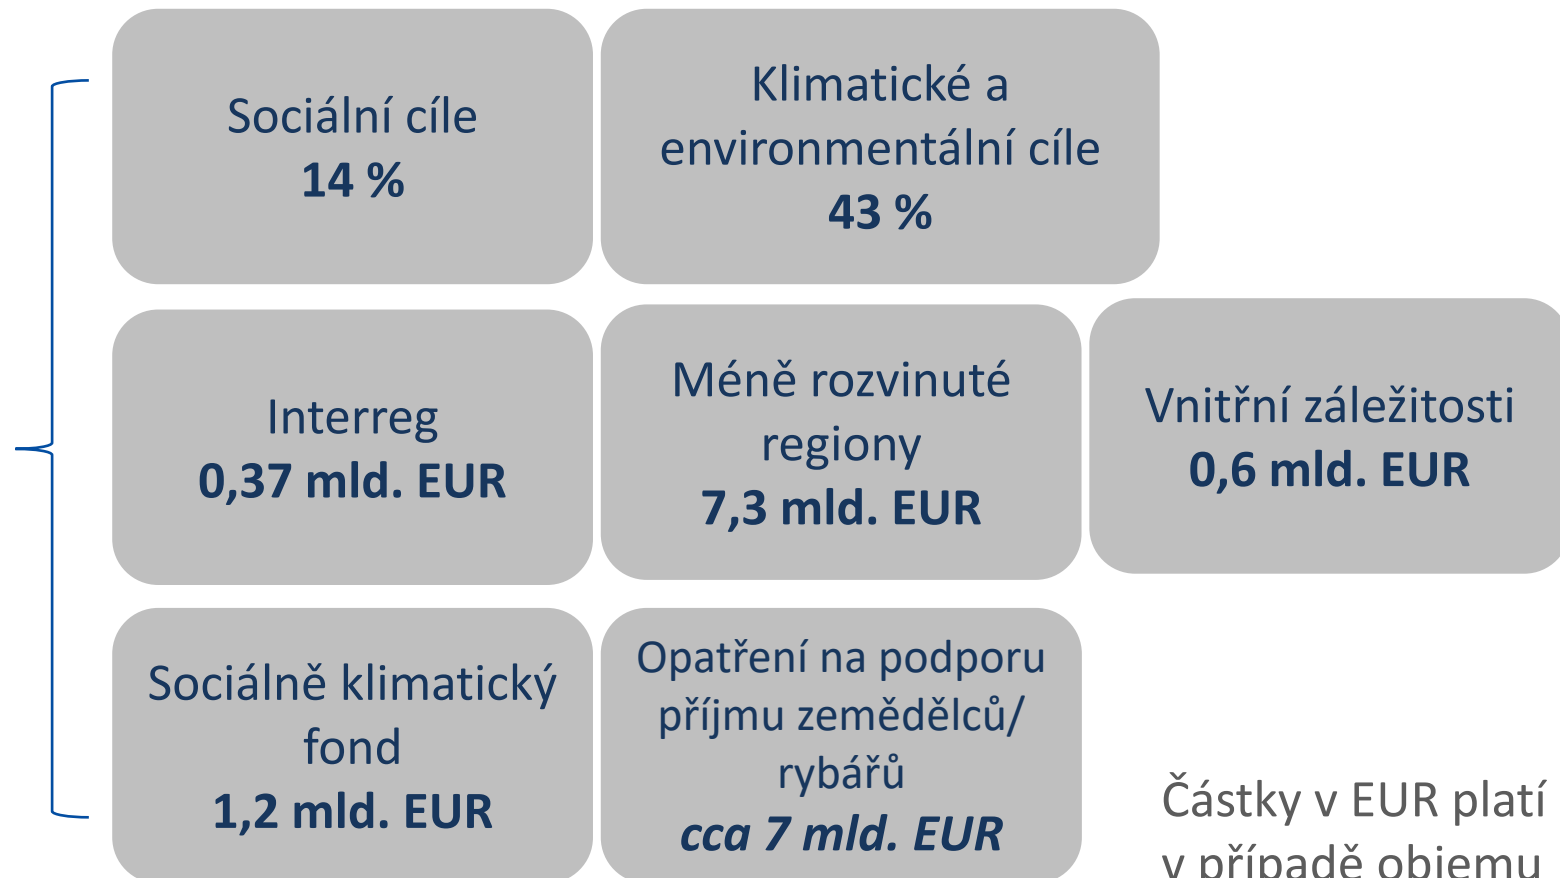 Sociální cíle
14 %
Klimatické a
environmentální cíle
43 %
Interreg
0,37 mld. EUR
Méně rozvinuté
regiony
7,3 mld. EUR
Vnitřní záležitosti
0,6 mld. EUR
Sociálně klimatický
fond
1,2 mld. EUR
Opatření na podporu
příjmu zemědělců/
rybářů
cca 7 mld. EUR
Částky v EUR platí
v případě objemu